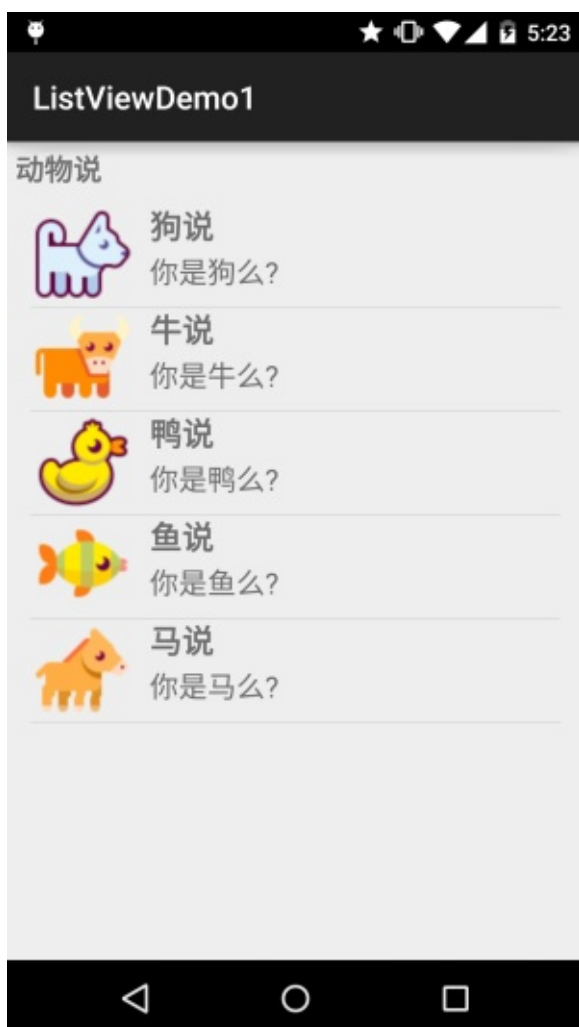 5:23
ListViewDemo1
动物说
狗说
你是狗么?
牛说
你是牛么?
鸭说
你是鸭么?
鱼说
你是鱼么?
马说
你是马么?